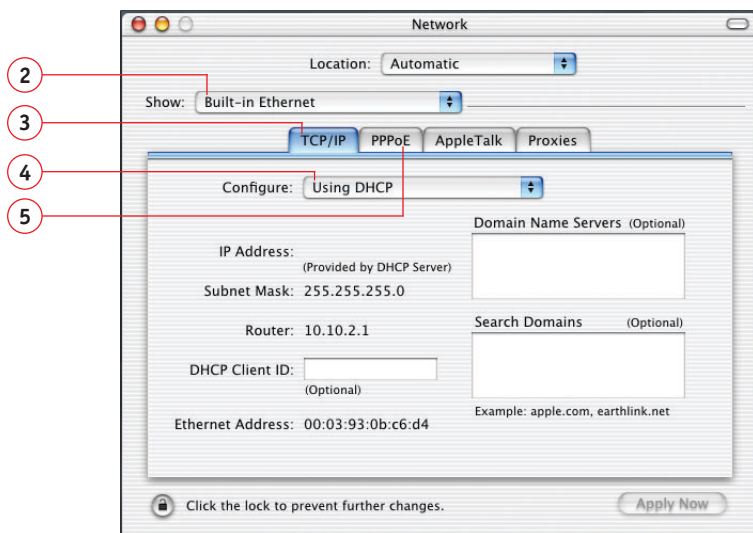 Network
Location: Automatic
2
Show: Built-in Ethernet
3
TCP/IP PPPoE AppleTalk Proxies
4
Configure: Using DHCP
5
Domain Name Servers (Optional)
IP Address:
(Provided by DHCP Server)
Subnet Mask: 255.255.255.0
Search Domains (Optional)
Router: 10.10.2.1
DHCP Client ID:
(Optional)
Example: apple.com, earthlink.net
Ethernet Address: 00:03:93:0b:c6:d4
Click the lock to prevent further changes.
Apply Now